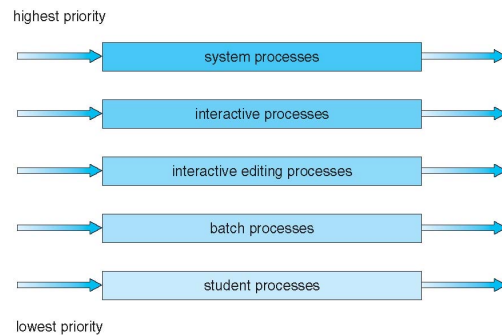 highest priority
system processes
interactive processes
interactive editing processes
batch processes
student processes
lowest priority